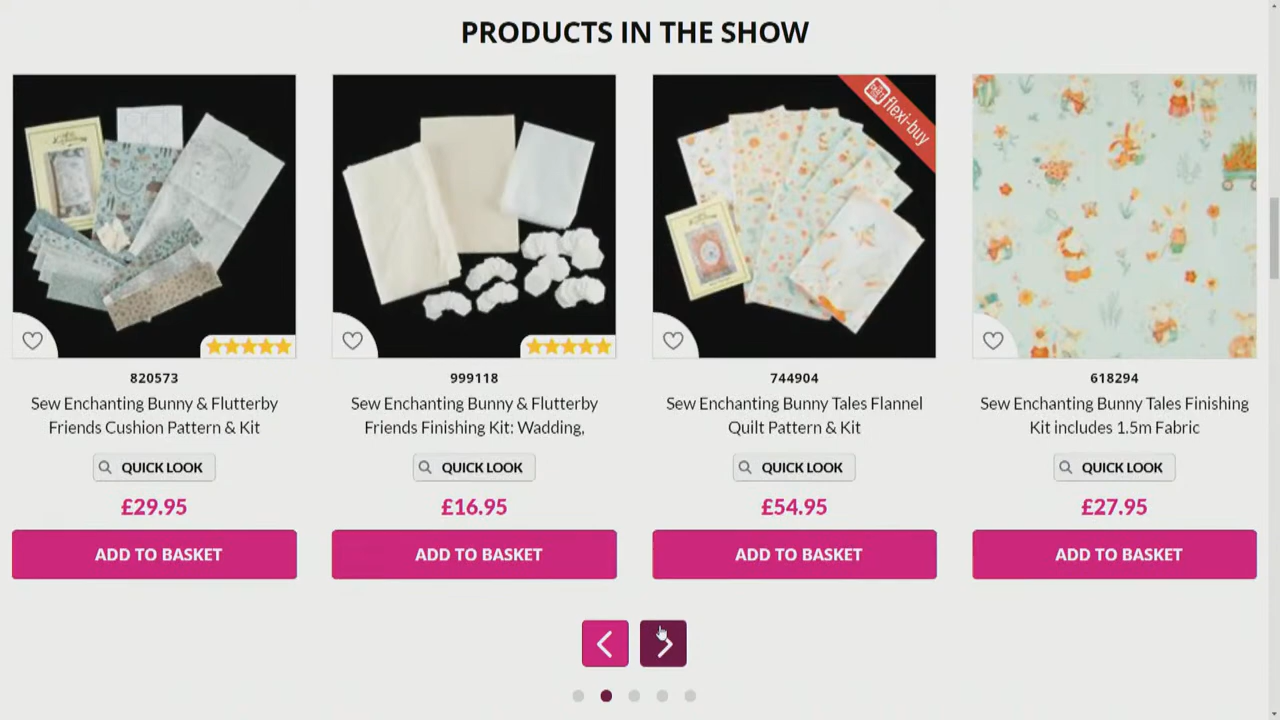 PRODUCTS IN THE SHOW
flexi-buy
820573
Sew Enchanting Bunny & Flutterby
Friends Cushion Pattern & Kit
QUICK LOOK
£29.95
ADD TO BASKET
999118
Sew Enchanting Bunny & Flutterby
Friends Finishing Kit: Wadding,
QUICK LOOK
£16.95
ADD TO BASKET
744904
Sew Enchanting Bunny Tales Flannel
Quilt Pattern & Kit
QUICK LOOK
£54.95
ADD TO BASKET
618294
Sew Enchanting Bunny Tales Finishing
Kit includes 1.5m Fabric
QUICK LOOK
£27.95
ADD TO BASKET